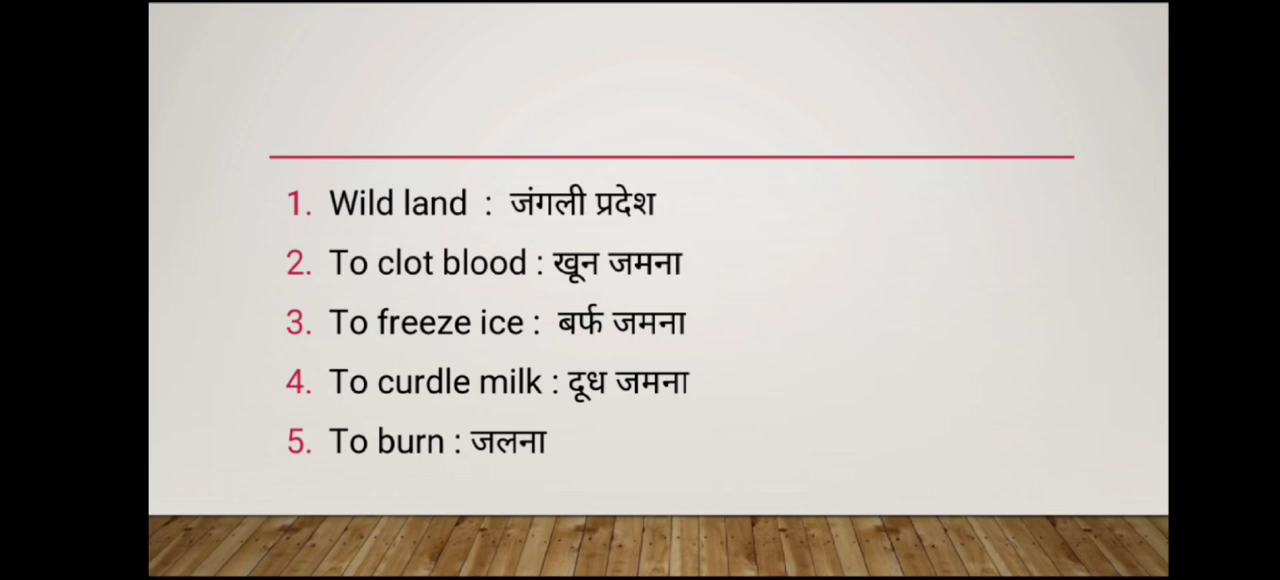 1. Wild land : जंगली प्रदेश
2. To clot blood : खून जमना
3. To freeze ice : बर्फ जमना
4. To curdle milk : दूध जमना
5. To burn : जलना